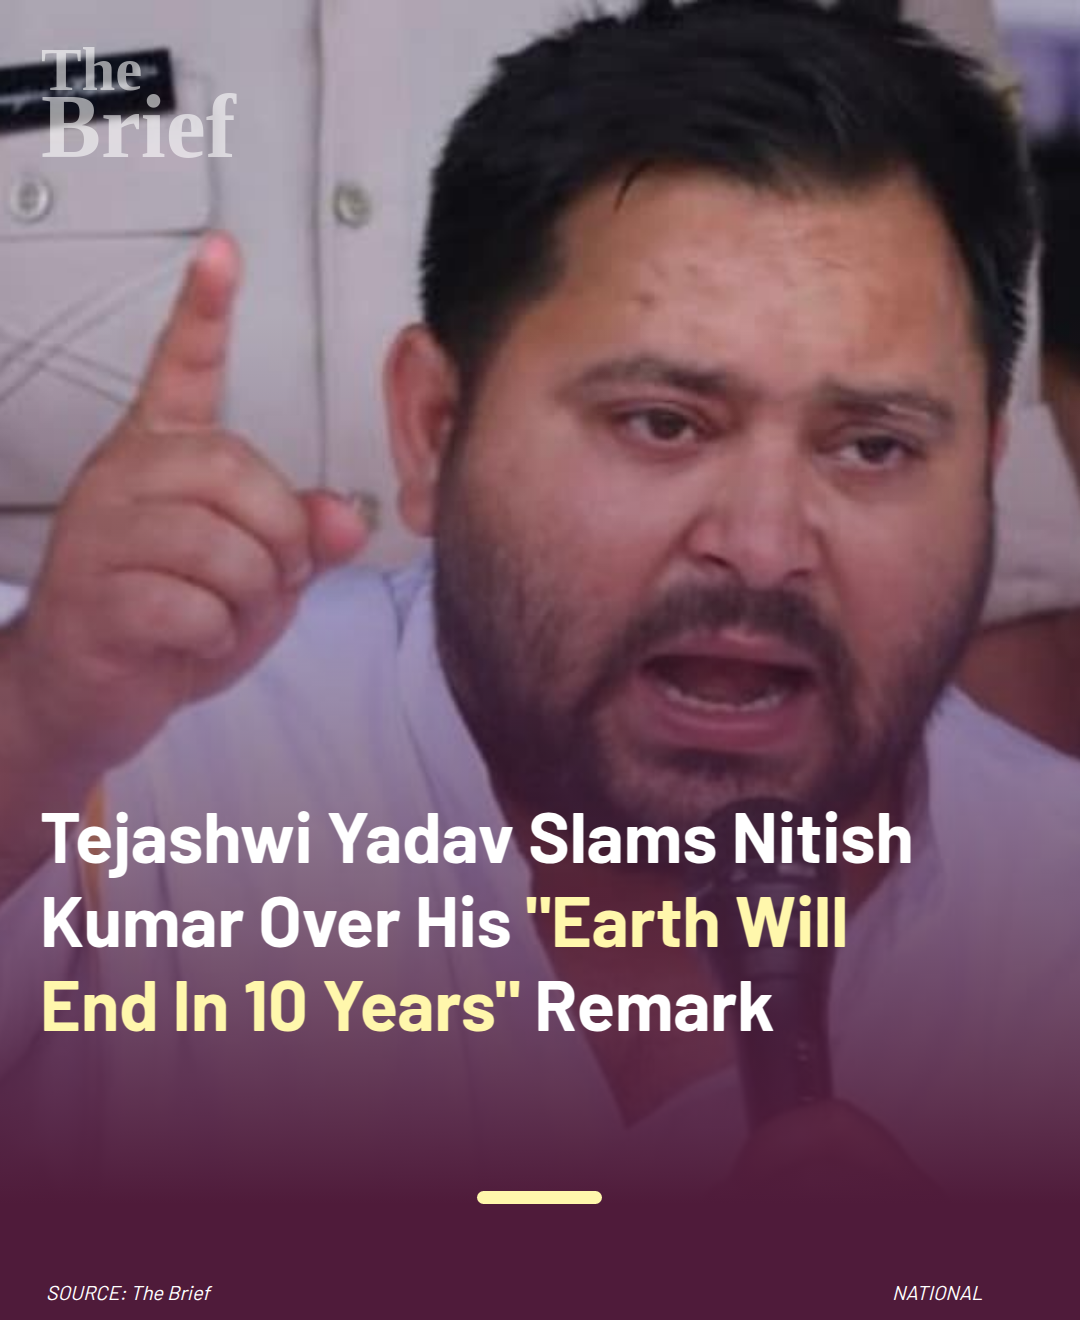 The
Brief
Tejashwi Yadav Slams Nitish
Kumar Over His "Earth Will
End In 10 Years" Remark
SOURCE: The Brief
NATIONAL